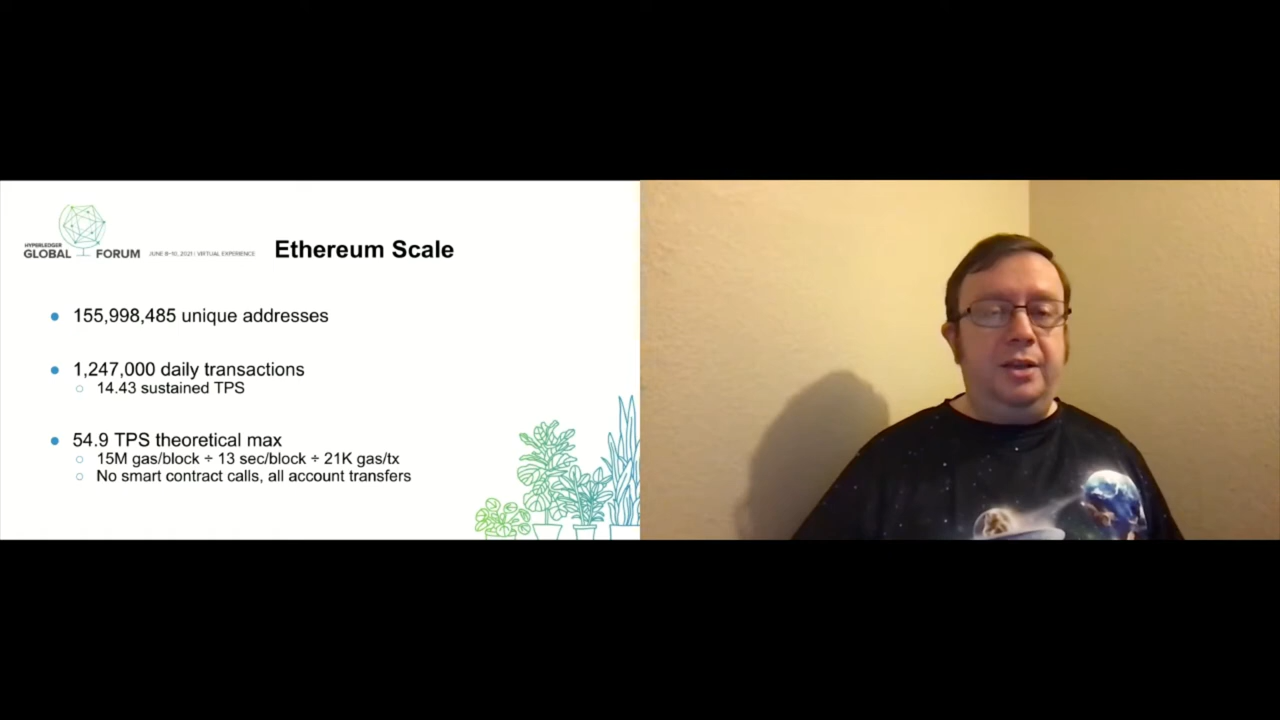 HYPERLEDGER
GLOBAL FORUM
JUNE 8-10, 2021 | VIRTUAL EXPERIENCE
Ethereum Scale
155,998,485 unique addresses
1,247,000 daily transactions
14.43 sustained TPS
54.9 TPS theoretical max
15M gas/block ÷ 13 sec/block ÷ 21K gas/tx
No smart contract calls, all account transfers